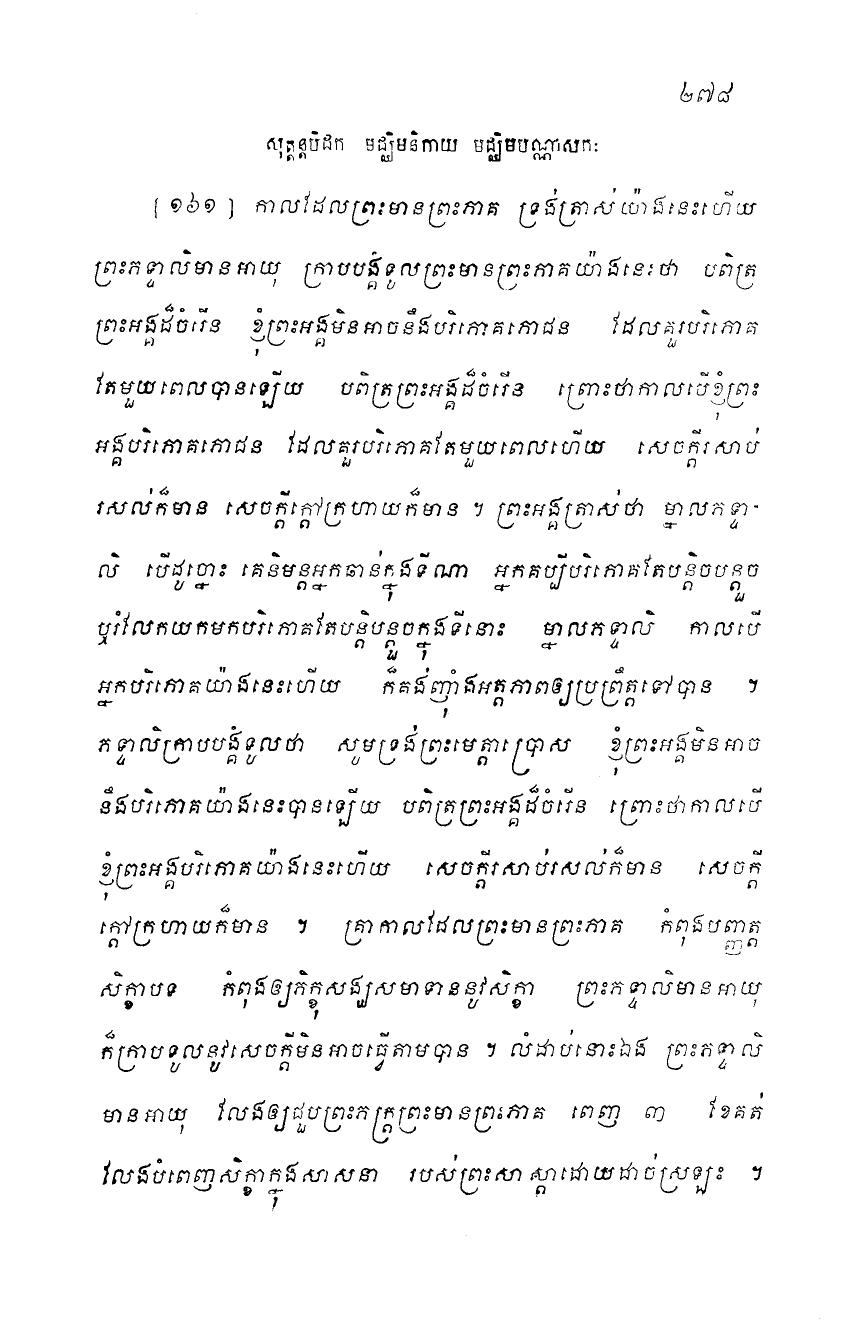 ២៧៨
សុត្តន្តបិដក មជ្ឈិមនិកាយ មជ្ឈិមបណ្ណាសកៈ
[១៦១] កាលដែលព្រះមានព្រះភាគ ទ្រង់ត្រាស់យ៉ាងនេះហើយ
ព្រះភទ្ទាលិមានអាយុ ក្រាបបង្គំទូលព្រះមានព្រះភាគយ៉ាងនេះថា បពិត្រ
ព្រះអង្គដ៏ចំរើន ខ្ញុំព្រះអង្គមិនអាចនឹងបរិភោគភោជន ដែលគួរបរិភោគ
តែមួយពេលបានឡើយ បពិត្រព្រះអង្គដ៏ចំរើន ព្រោះថាកាលបើខ្ញុំព្រះ
អង្គបរិភោគភោជន ដែលគួរបរិភោគតែមួយពេលហើយ សេចក្តីរសាប់
រសល់ក៏មាន សេចក្តីក្តៅក្រហាយក៏មាន ។ ព្រះអង្គត្រាស់ថា ម្នាលភទ្ទា-
លិ បើដូច្នោះ គេនិមន្តអ្នកឆាន់ក្នុងទីណា អ្នកគប្បីបរិភោគតែបន្តិចបន្តួច
ឬរំលែកយកមកបរិភោគតែបន្តិបន្តួចក្នុងទីនោះ ម្នាលភទ្ទាលិ កាលបើ
អ្នកបរិភោគយ៉ាងនេះហើយ ក៏គង់ញ៉ាំងអត្តភាពឲ្យប្រព្រឹត្តទៅបាន ។
ភទ្ទាលិក្រាបបង្គំទូលថា សូមទ្រង់ព្រះមេត្តាប្រោស ខ្ញុំព្រះអង្គមិនអាច
នឹងបរិភោគយ៉ាងនេះបានឡើយ បពិត្រព្រះអង្គដ៏ចំរើន ព្រោះថាកាលបើ
ខ្ញុំព្រះអង្គបរិភោគយ៉ាងនេះហើយ សេចក្តីរសាប់រសល់ក៏មាន សេចក្តី
ក្តៅក្រហាយក៏មាន ។ គ្រាកាលដែលព្រះមានព្រះភាគ កំពុងបញ្ញត្ត
សិក្ខាបទ កំពុងឲ្យភិក្ខុសង្ឃសមាទាននូវសិក្ខា ព្រះភទ្ទាលិមានអាយុ
ក៏ក្រាបទូលនូវសេចក្តីមិនអាចធ្វើតាមបាន ។ លំដាប់នោះឯង ព្រះភទ្ទាលិ
មានអាយុ លែងឲ្យជួបព្រះភក្ត្រព្រះមានព្រះភាគ ពេញ ៣ ខែគត់
លែងបំពេញសិក្ខាក្នុងសាសនា របស់ព្រះសាស្តាដោយដាច់ស្រឡះ ។